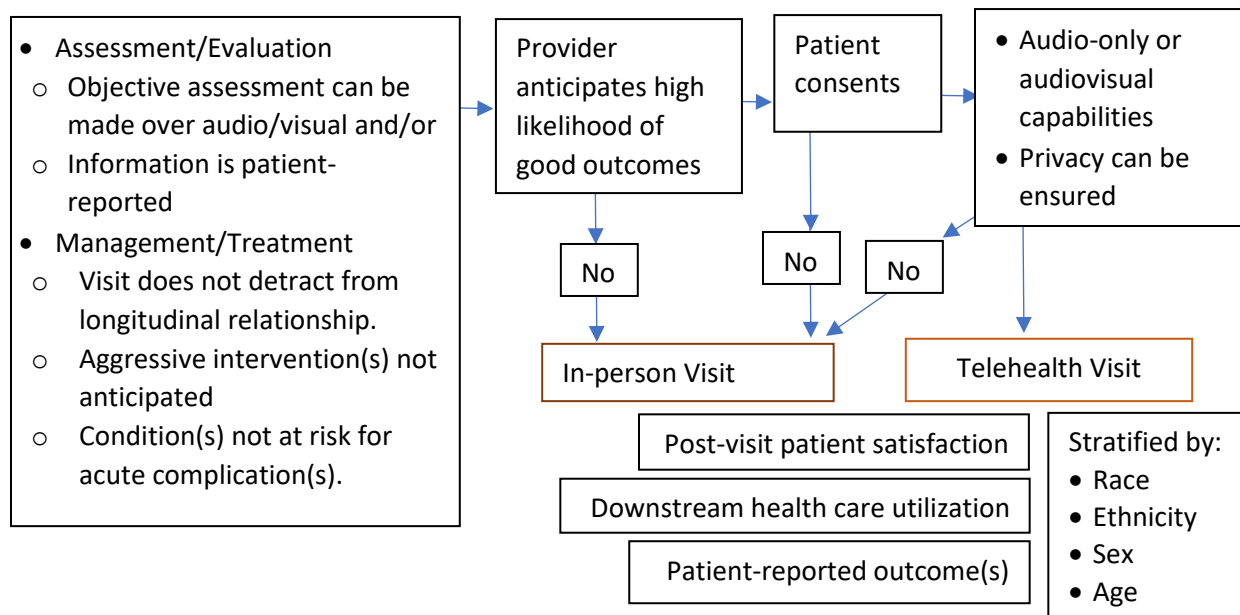 • Assessment/Evaluation
o Objective assessment can be
made over audio/visual and/or
o Information is patient-
reported
• Management/Treatment
o Visit does not detract from
longitudinal relationship.
o Aggressive intervention(s) not
anticipated
o Condition(s) not at risk for
acute complication(s).
Provider
anticipates high
likelihood of
good outcomes
Patient
consents
• Audio-only or
audiovisual
capabilities
• Privacy can be
ensured
No
No
No
In-person Visit
Telehealth Visit
Post-visit patient satisfaction
Downstream health care utilization
Patient-reported outcome(s)
Stratified by:
• Race
• Ethnicity
• Sex
• Age